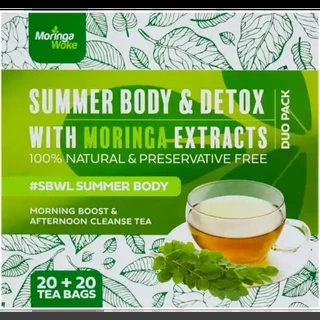 Moringa
Woke
SUMMER BODY & DETOX
WITH MORINGA EXTRACTS
DUO PACK
100% NATURAL & PRESERVATIVE FREE
#SBWL SUMMER BODY
MORNING BOOST &
AFTERNOON CLEANSE TEA
20 + 20
TEA BAGS